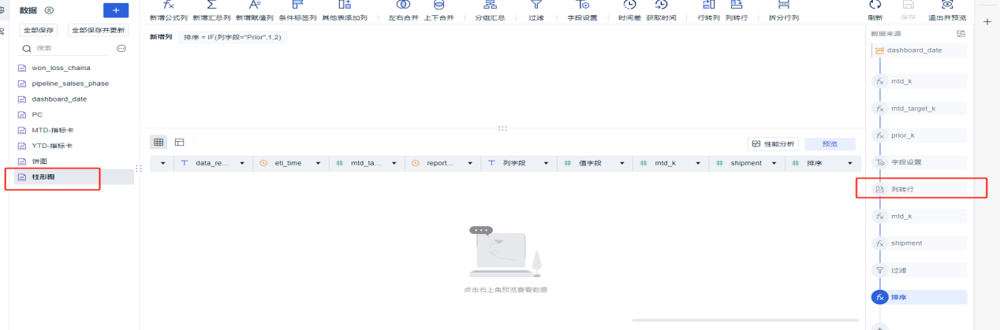 数据
全部保存 全部保存并更新
搜索
won_loss_chaina
pipeline_salses_phase
dashboard_date
PC
MTD-指标卡
YTD-指标卡
饼图
柱形图
新增公式列 新增汇总列 新增赋值列 条件标签列 其他表添加列 左右合并 上下合并 分组汇总 过滤 字段设置 时间差 获取时间 行转列 列转行 拆分行列 刷新 保存 退出并预览
新增列 排序 = IF(列字段="Prior",1,2)
性能分析 预览
data_re... etl_time mtd_ta... report... 列字段 值字段 mtd_k shipment 排序
点击右上角预览查看数据
数据来源
dashboard_date
mtd_k
mtd_target_k
prior_k
字段设置
列转行
mtd_k
shipment
过滤
排序